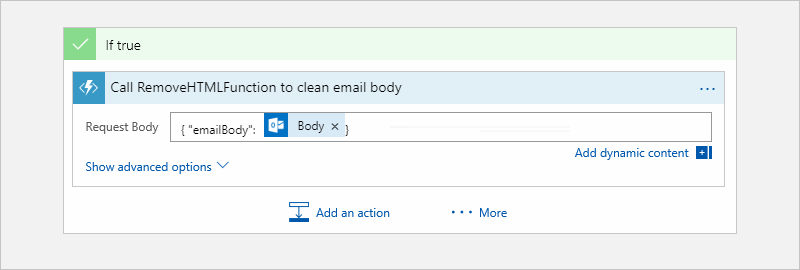 If true
Call RemoveHTMLFunction to clean email body
Request Body { "emailBody": Body × }
Add dynamic content
Show advanced options
Add an action More